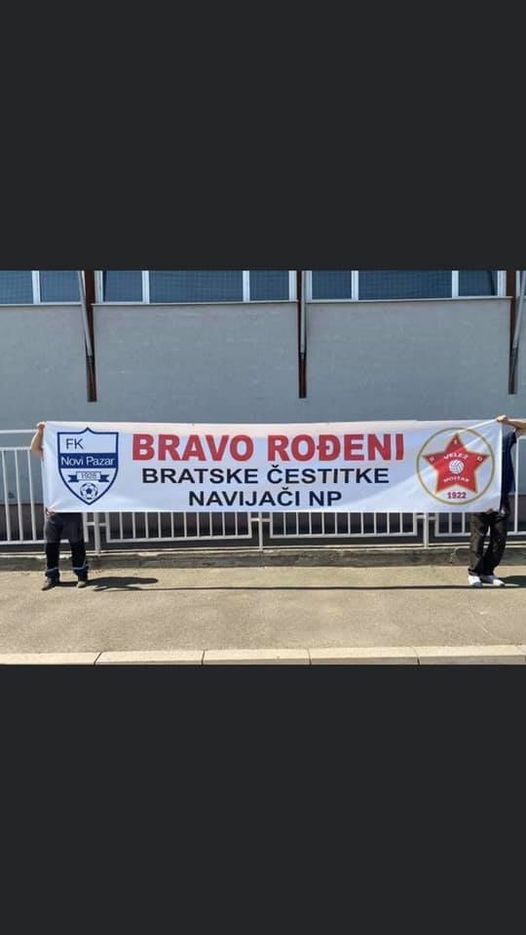 FK
Novi Pazar
1928
BRAVO ROĐENI
BRATSKE ČESTITKE
NAVIJAČI NP
VELEŽ
MOSTAR
1922